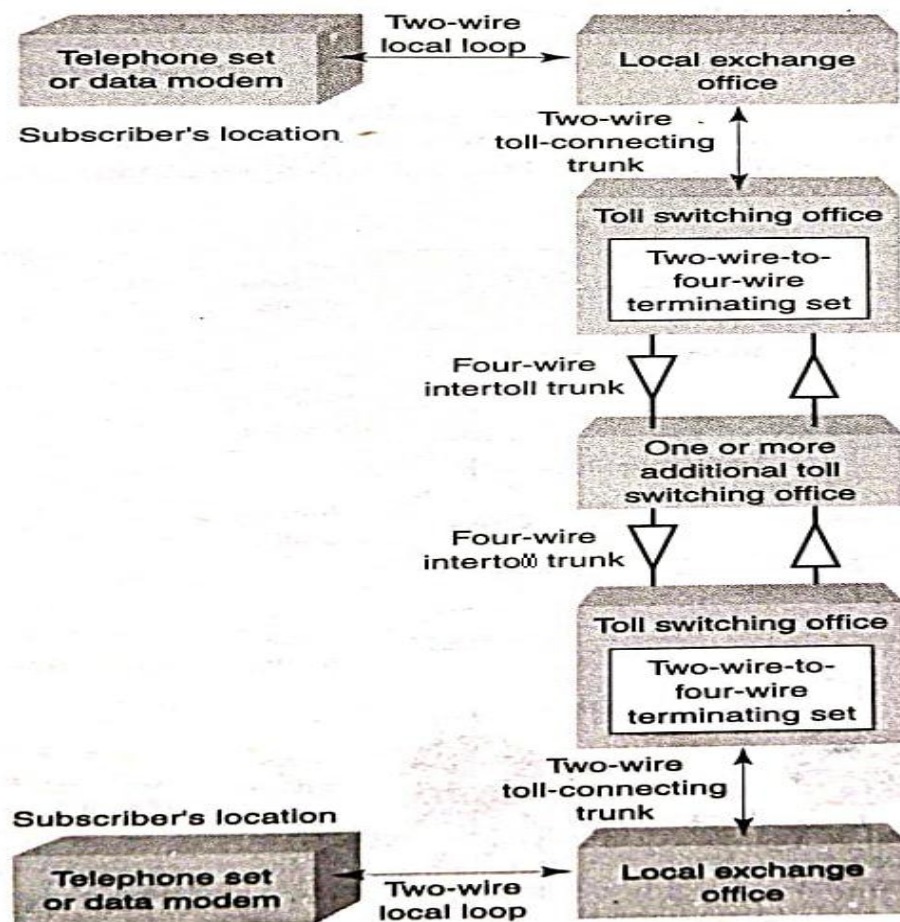 Telephone set
or data modem
Two-wire
local loop
Local exchange
office
Subscriber's location
Two-wire
toll-connecting
trunk
Toll switching office
Two-wire-to-
four-wire
terminating set
Four-wire
intertoll trunk
One or more
additional toll
switching office
Four-wire
intertoll trunk
Toll switching office
Two-wire-to-
four-wire
terminating set
Two-wire
toll-connecting
trunk
Subscriber's location
Telephone set
or data modem
Two-wire
local loop
Local exchange
office